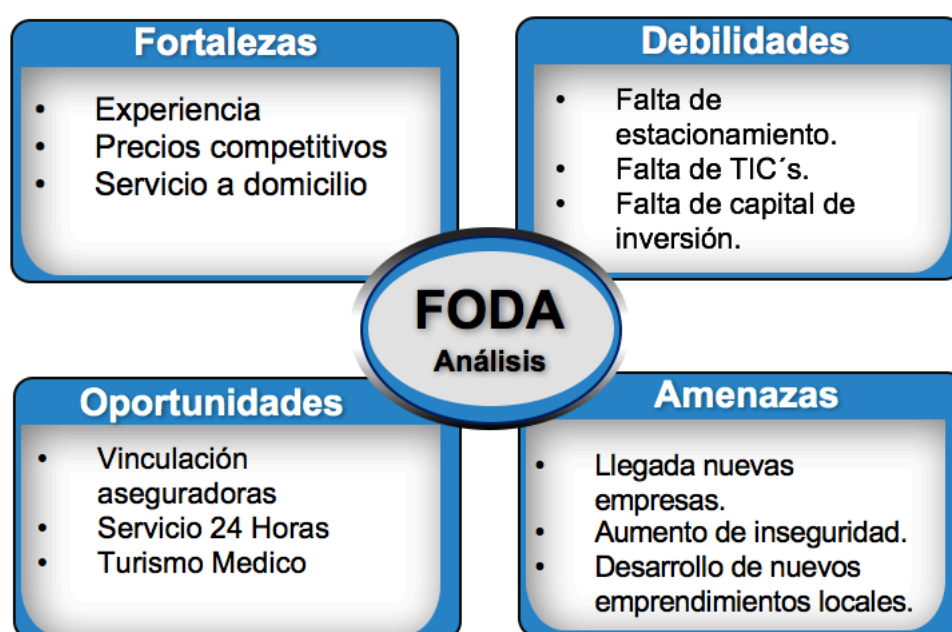 Fortalezas
• Experiencia
• Precios competitivos
• Servicio a domicilio
Debilidades
• Falta de
estacionamiento.
• Falta de TIC´s.
• Falta de capital de
inversión.
FODA
Análisis
Oportunidades
• Vinculación
aseguradoras
• Servicio 24 Horas
• Turismo Medico
Amenazas
• Llegada nuevas
empresas.
• Aumento de inseguridad.
• Desarrollo de nuevos
emprendimientos locales.